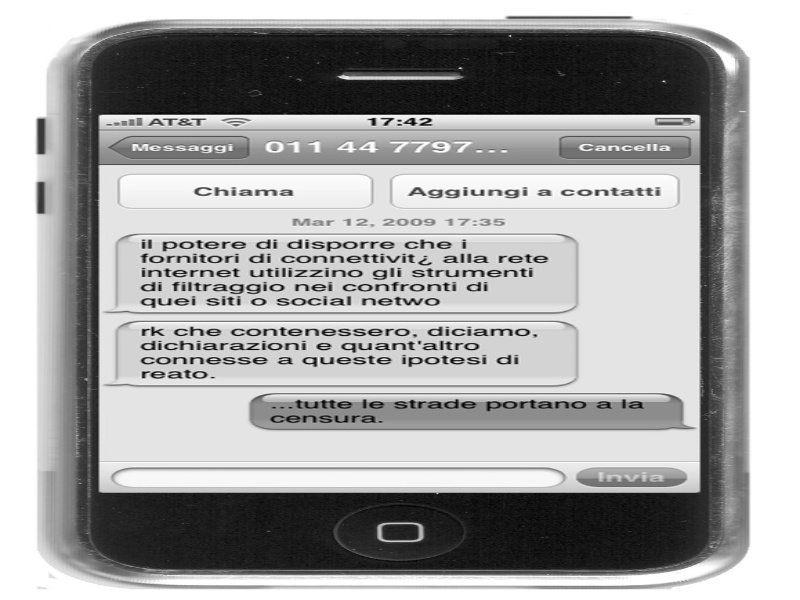 AT&T 17:42
Messaggi 011 44 7797... Cancella
Chiama Aggiungi a contatti
Mar 12, 2009 17:35
il potere di disporre che i
fornitori di connettivit¿ alla rete
internet utilizzino gli strumenti
di filtraggio nei confronti di
quei siti o social netwo
rk che contenessero, diciamo,
dichiarazioni e quant'altro
connesse a queste ipotesi di
reato.
...tutte le strade portano a la
censura.
Invia